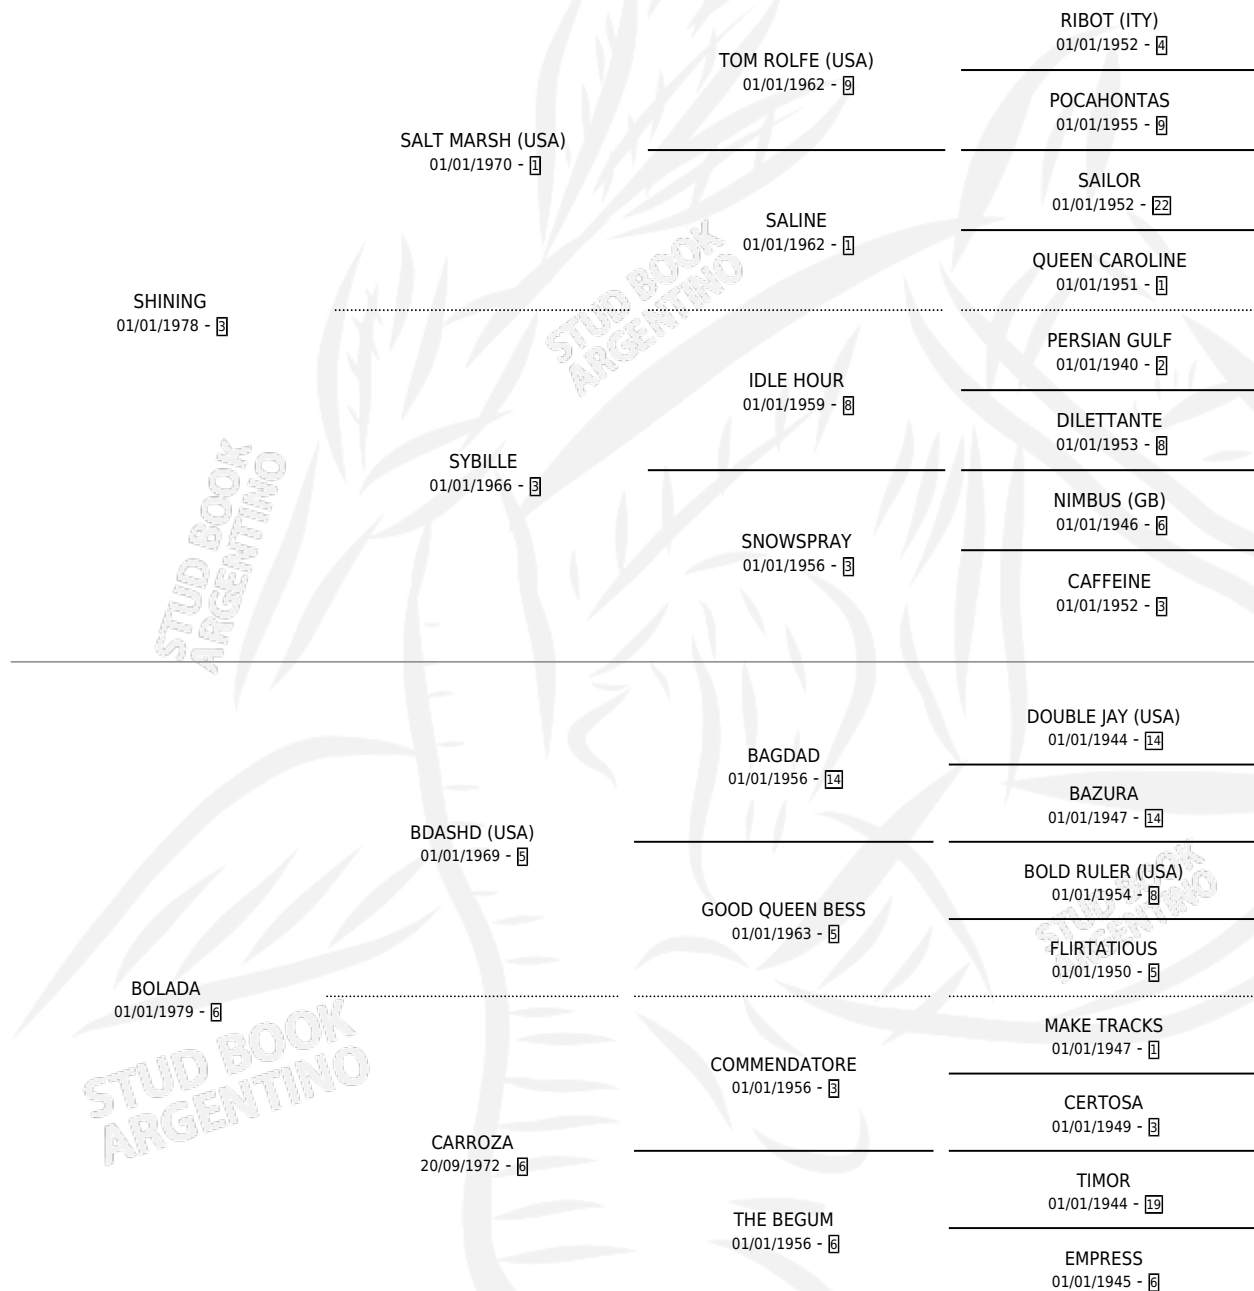 RIBOT (ITY)
01/01/1952 - 4
TOM ROLFE (USA)
01/01/1962 - 9
POCAHONTAS
01/01/1955 - 9
SALT MARSH (USA)
01/01/1970 - 1
SAILOR
01/01/1952 - 22
SALINE
01/01/1962 - 1
QUEEN CAROLINE
01/01/1951 - 1
SHINING
01/01/1978 - 3
PERSIAN GULF
01/01/1940 - 2
IDLE HOUR
01/01/1959 - 8
DILETTANTE
01/01/1953 - 8
SYBILLE
01/01/1966 - 3
NIMBUS (GB)
01/01/1946 - 6
SNOWSPRAY
01/01/1956 - 3
CAFFEINE
01/01/1952 - 3
DOUBLE JAY (USA)
01/01/1944 - 14
BAGDAD
01/01/1956 - 14
BAZURA
01/01/1947 - 14
BDASHD (USA)
01/01/1969 - 5
BOLD RULER (USA)
01/01/1954 - 8
GOOD QUEEN BESS
01/01/1963 - 5
FLIRTATIOUS
01/01/1950 - 5
BOLADA
01/01/1979 - 6
MAKE TRACKS
01/01/1947 - 1
COMMENDATORE
01/01/1956 - 3
CERTOSA
01/01/1949 - 3
CARROZA
20/09/1972 - 6
TIMOR
01/01/1944 - 19
THE BEGUM
01/01/1956 - 6
EMPRESS
01/01/1945 - 6
STUD BOOK
ARGENTINO
STUD BOOK
ARGENTINO
STUD BOOK
ARGENTINO
STUD BOOK
ARGENTINO